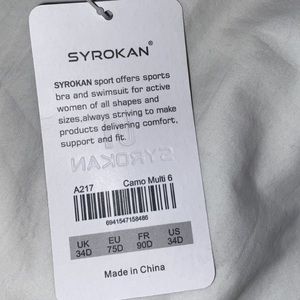 SYROKAN®
SYROKAN sport offers sports
bra and swimsuit for active
women of all shapes and
sizes,always striving to make
products delivering comfort,
support and fit.
SYROKAN
A217 Camo Multi 6
6941547158486
UK EU FR US
34D 75D 90D 34D
Made in China